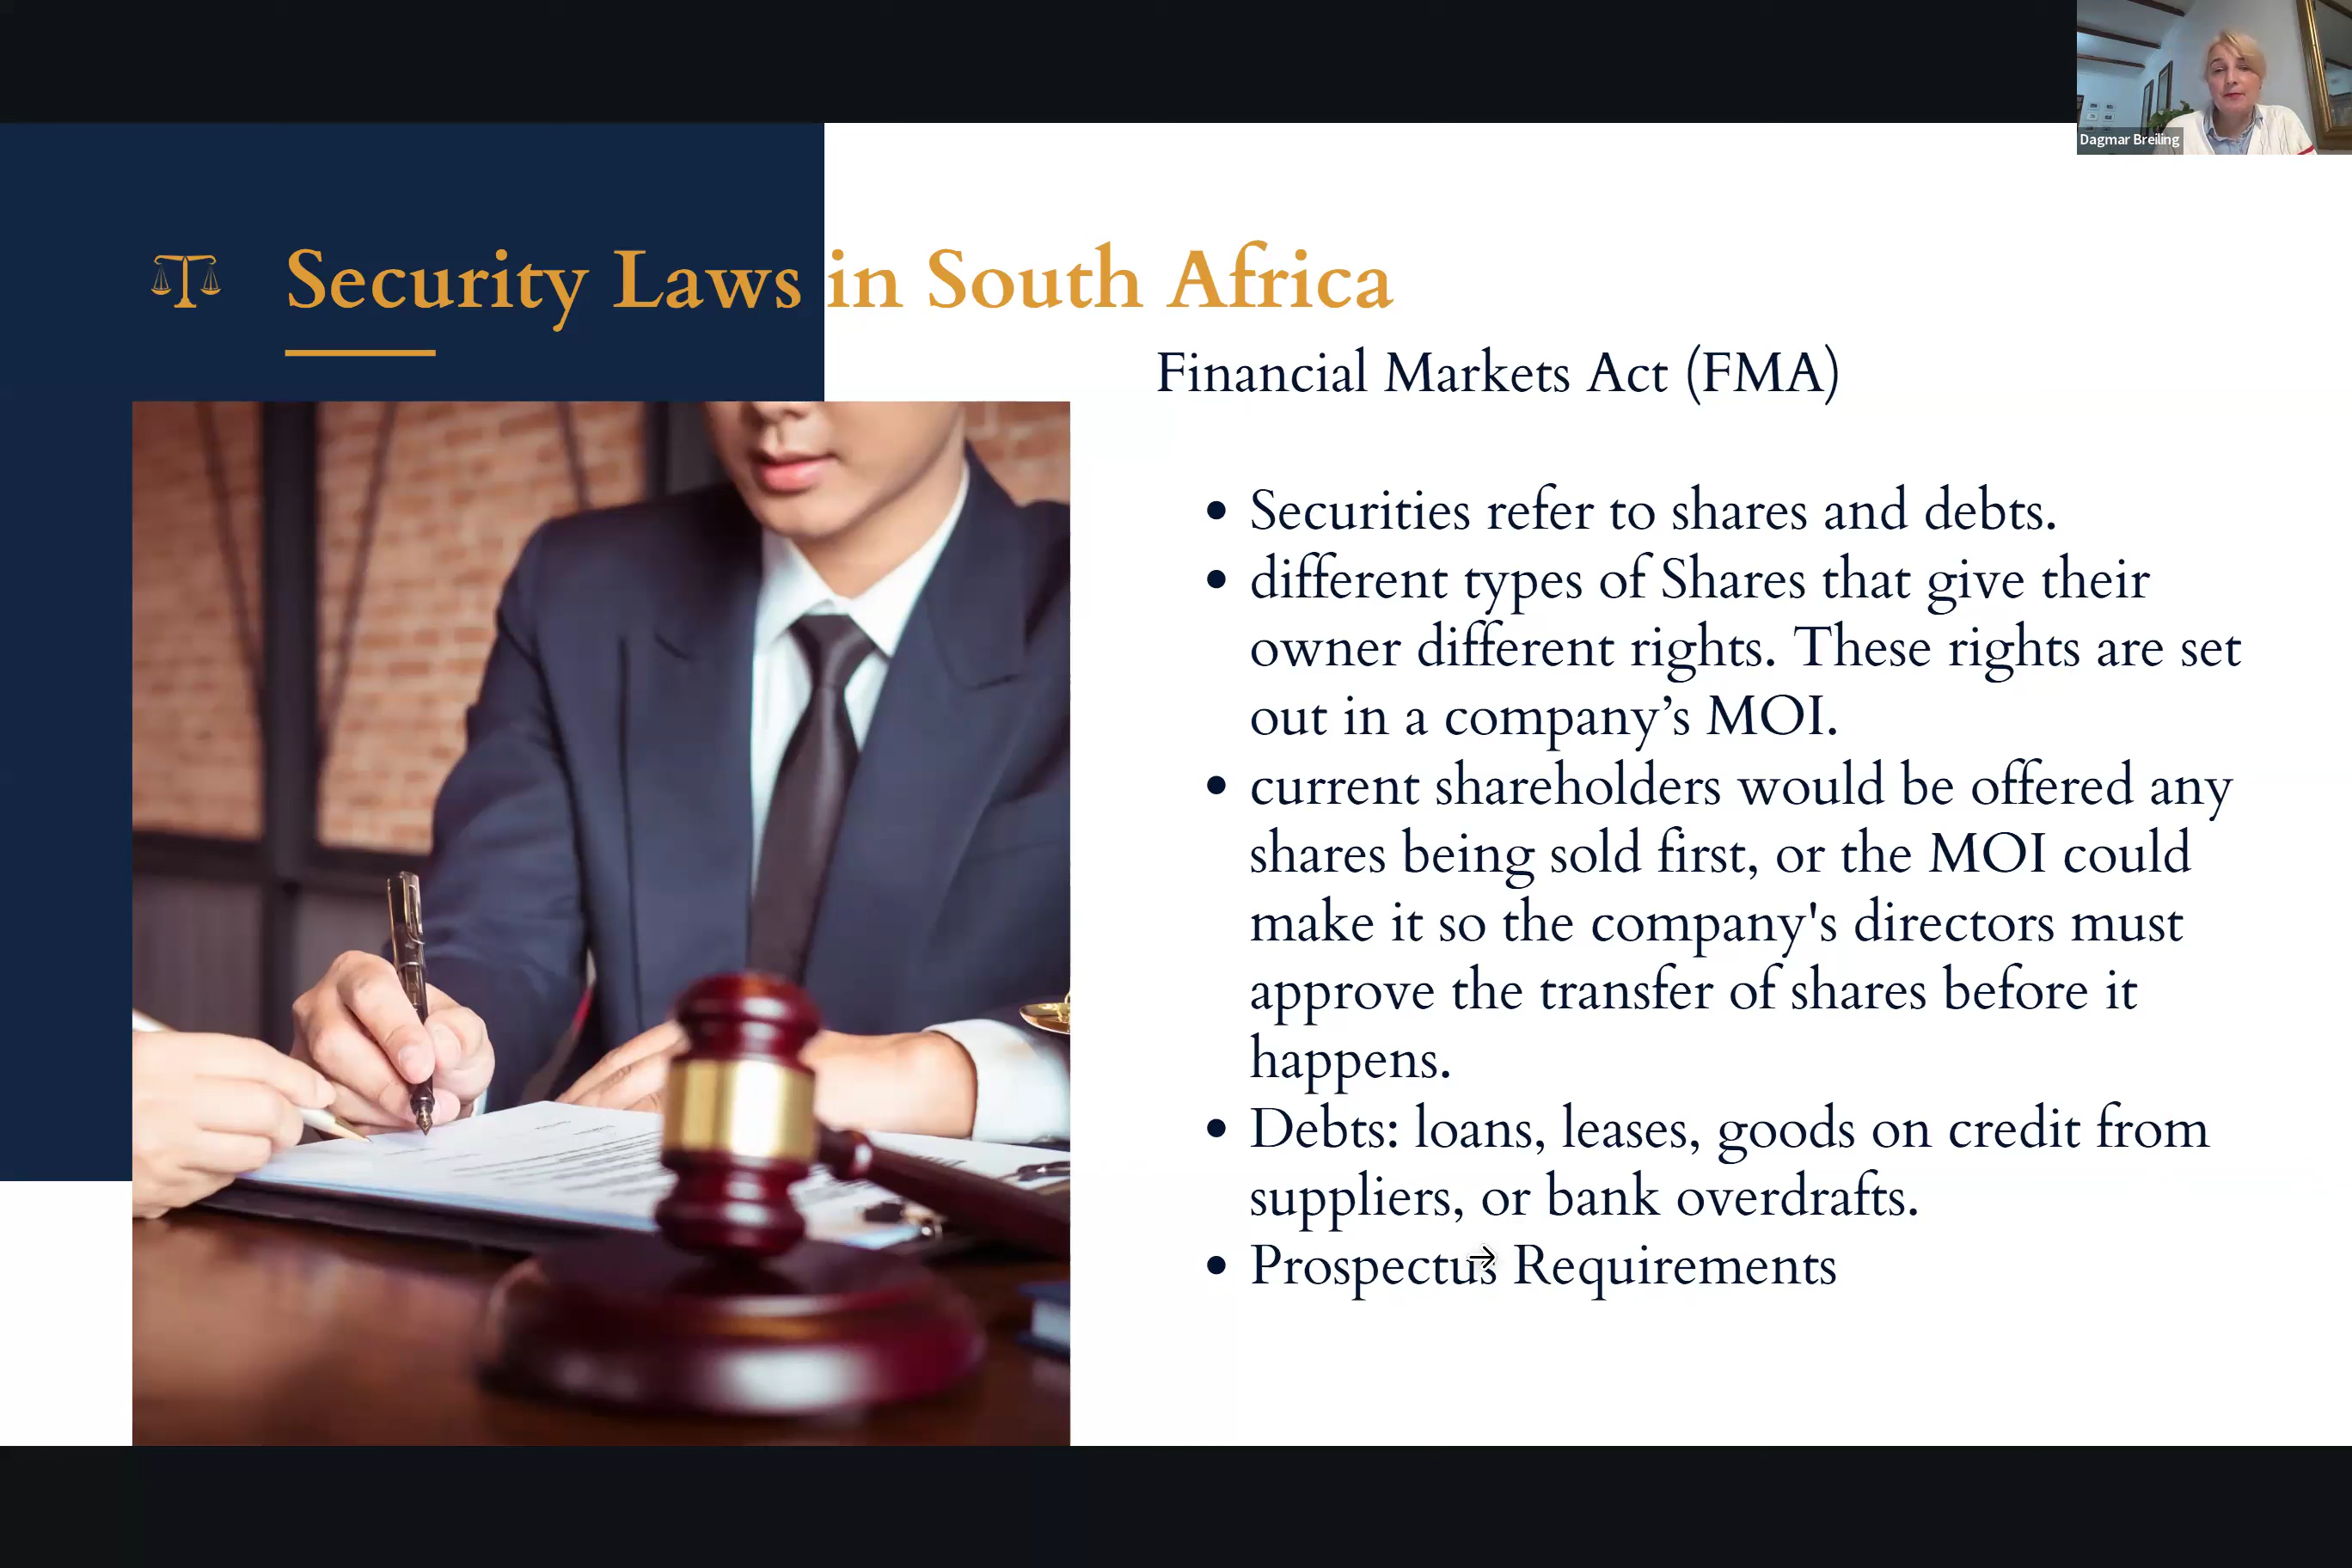 Dagmar Breiling
Security Laws in South Africa
Financial Markets Act (FMA)
• Securities refer to shares and debts.
• different types of Shares that give their
owner different rights. These rights are set
out in a company’s MOI.
• current shareholders would be offered any
shares being sold first, or the MOI could
make it so the company's directors must
approve the transfer of shares before it
happens.
• Debts: loans, leases, goods on credit from
suppliers, or bank overdrafts.
• Prospectus Requirements